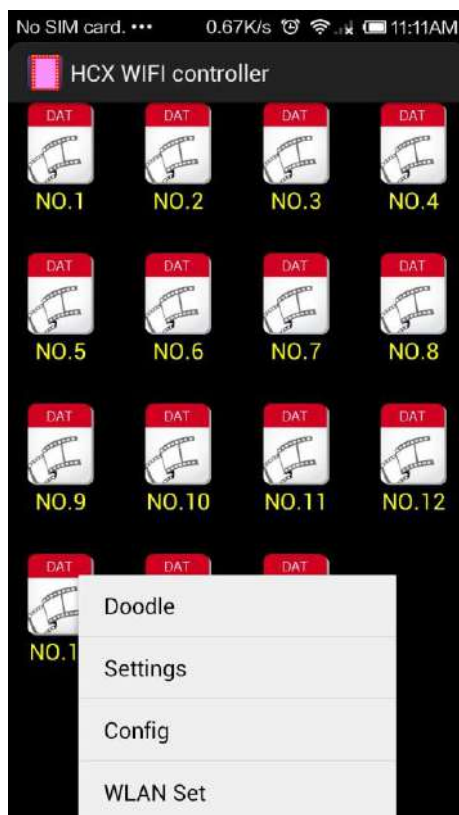 No SIM card. ••• 0.67K/s 11:11AM
HCX WIFI controller
DAT DAT DAT DAT
NO.1 NO.2 NO.3 NO.4
DAT DAT DAT DAT
NO.5 NO.6 NO.7 NO.8
DAT DAT DAT DAT
NO.9 NO.10 NO.11 NO.12
DAT DAT DAT
NO.1
Doodle
Settings
Config
WLAN Set